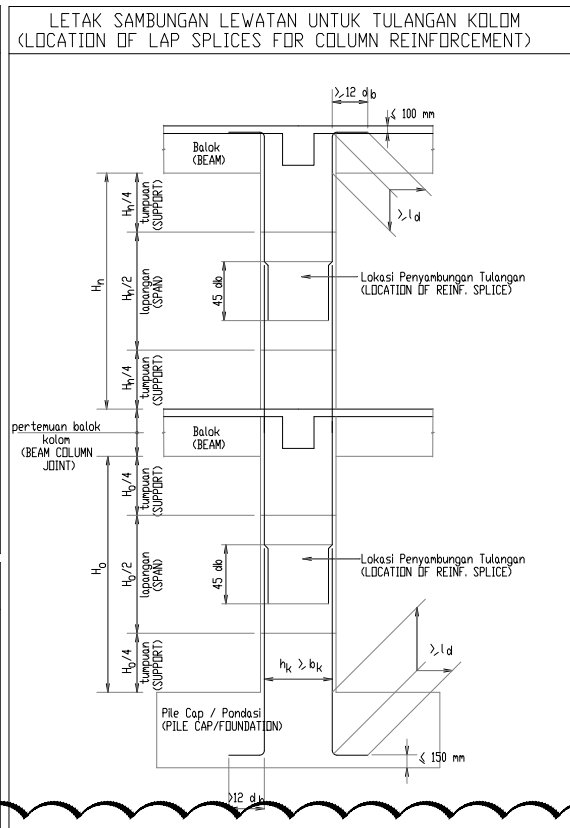 LETAK SAMBUNGAN LEWATAN UNTUK TULANGAN KOLOM
(LOCATION OF LAP SPLICES FOR COLUMN REINFORCEMENT)
≥12 db
≤ 100 mm
Balok
(BEAM)
Hn/4
tumpuan
(SUPPORT)
≥ld
Hn
Hn/2
lapangan
(SPAN)
45 db
Lokasi Penyambungan Tulangan
(LOCATION OF REINF. SPLICE)
Hn/4
tumpuan
(SUPPORT)
pertemuan balok
kolom
(BEAM COLUMN
JOINT)
Balok
(BEAM)
Ho/4
tumpuan
(SUPPORT)
Ho
Ho/2
lapangan
(SPAN)
45 db
Lokasi Penyambungan Tulangan
(LOCATION OF REINF. SPLICE)
Ho/4
tumpuan
(SUPPORT)
hk ≥ bk
≥ld
Pile Cap / Pondasi
(PILE CAP/FOUNDATION)
≤ 150 mm
≥12 db